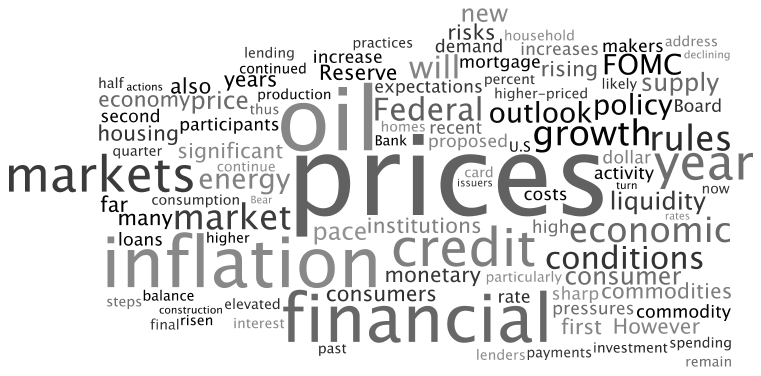 new
practices
risks household
lending
increase
demand increases makers address
continued
will mortgage rising FOMC declining
half actions also years Reserve
expectations percent likely supply
economy price production
thus
oil
Federal
higher-priced
outlook policy Board
second
participants
housing
homes recent
Bank proposed U.S
growth rules
quarter significant
prices
dollar year
markets energy continue
card
issuers
activity
turn
now
far
consumption Bear
costs
liquidity
many market
rates
loans higher
pace institutions
high economic
inflation credit conditions
monetary particularly consumer
steps balance
construction
elevated
consumers
rate
sharp commodities
final risen interest
financial
pressures commodity
first However
past
lenders payments investment spending
remain